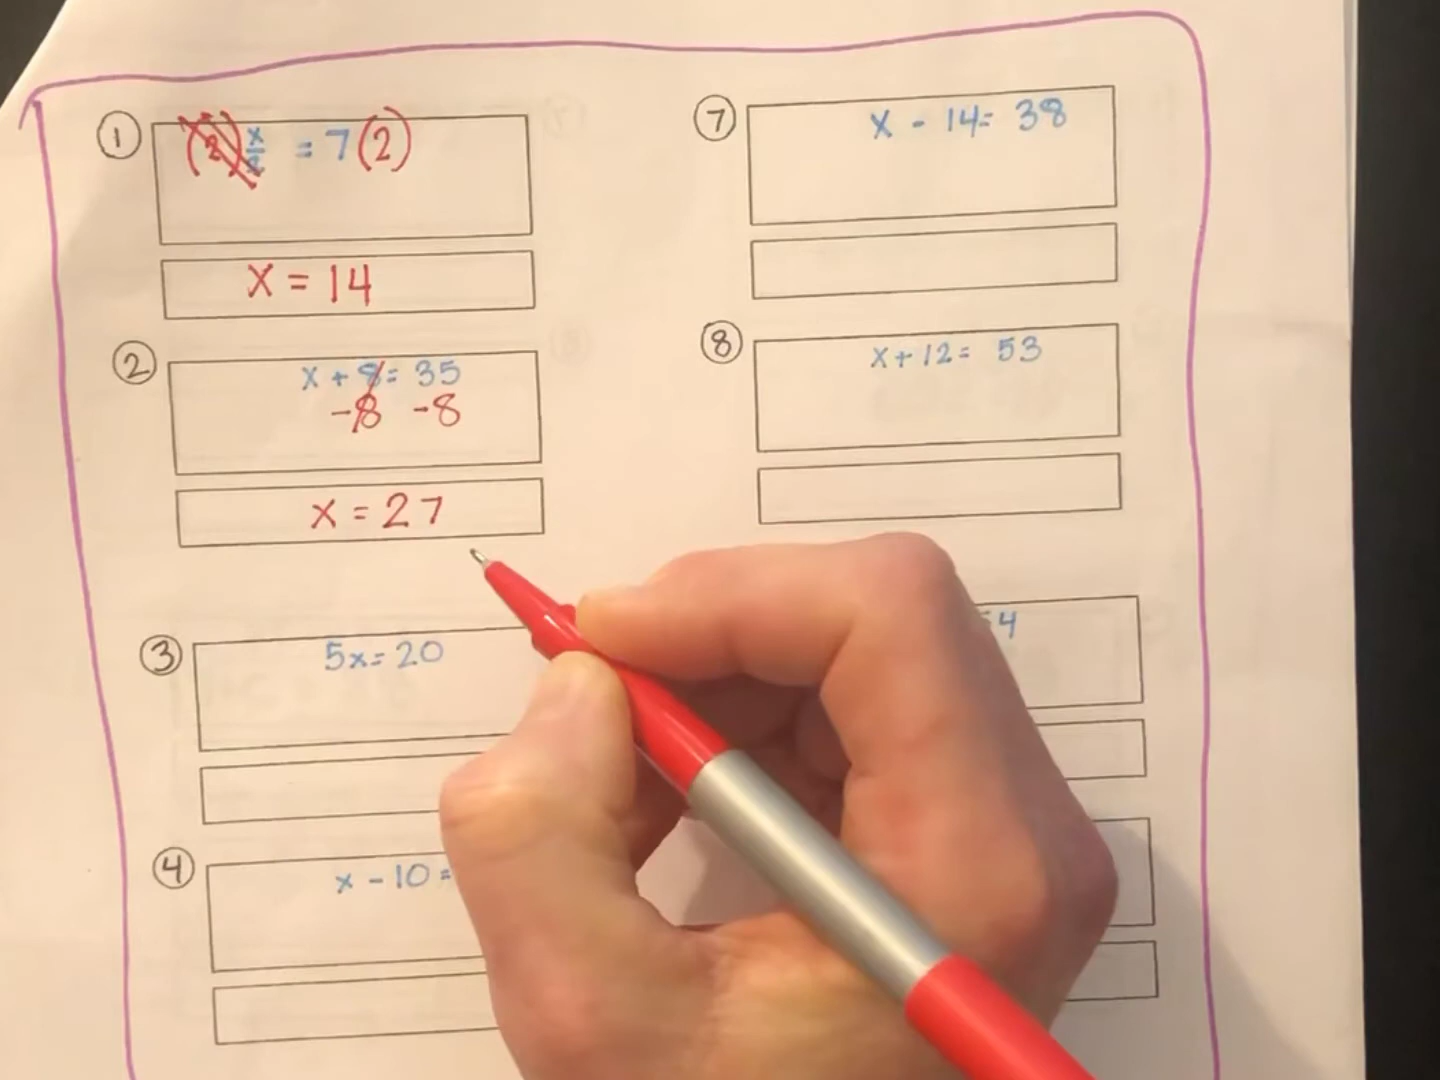 1
(2) x/2 = 7 (2)
x = 14
2
x + 8 = 35
-8 -8
x = 27
3
5x = 20
4
x - 10 =
7
x - 14 = 38
8
x + 12 = 53
4